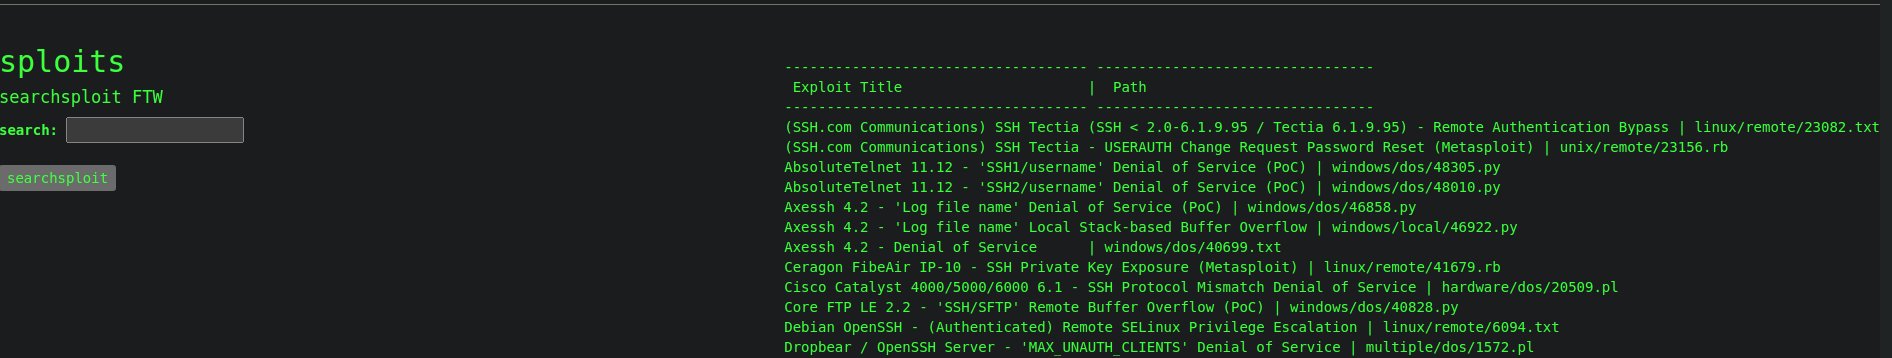 sploits
searchsploit FTW
search:
searchsploit
------------------------------------ ---------------------------------
 Exploit Title                      |  Path
------------------------------------ ---------------------------------
(SSH.com Communications) SSH Tectia (SSH < 2.0-6.1.9.95 / Tectia 6.1.9.95) - Remote Authentication Bypass | linux/remote/23082.txt
(SSH.com Communications) SSH Tectia - USERAUTH Change Request Password Reset (Metasploit) | unix/remote/23156.rb
AbsoluteTelnet 11.12 - 'SSH1/username' Denial of Service (PoC) | windows/dos/48305.py
AbsoluteTelnet 11.12 - 'SSH2/username' Denial of Service (PoC) | windows/dos/48010.py
Axessh 4.2 - 'Log file name' Denial of Service (PoC) | windows/dos/46858.py
Axessh 4.2 - 'Log file name' Local Stack-based Buffer Overflow | windows/local/46922.py
Axessh 4.2 - Denial of Service      | windows/dos/40699.txt
Ceragon FibeAir IP-10 - SSH Private Key Exposure (Metasploit) | linux/remote/41679.rb
Cisco Catalyst 4000/5000/6000 6.1 - SSH Protocol Mismatch Denial of Service | hardware/dos/20509.pl
Core FTP LE 2.2 - 'SSH/SFTP' Remote Buffer Overflow (PoC) | windows/dos/40828.py
Debian OpenSSH - (Authenticated) Remote SELinux Privilege Escalation | linux/remote/6094.txt
Dropbear / OpenSSH Server - 'MAX_UNAUTH_CLIENTS' Denial of Service | multiple/dos/1572.pl